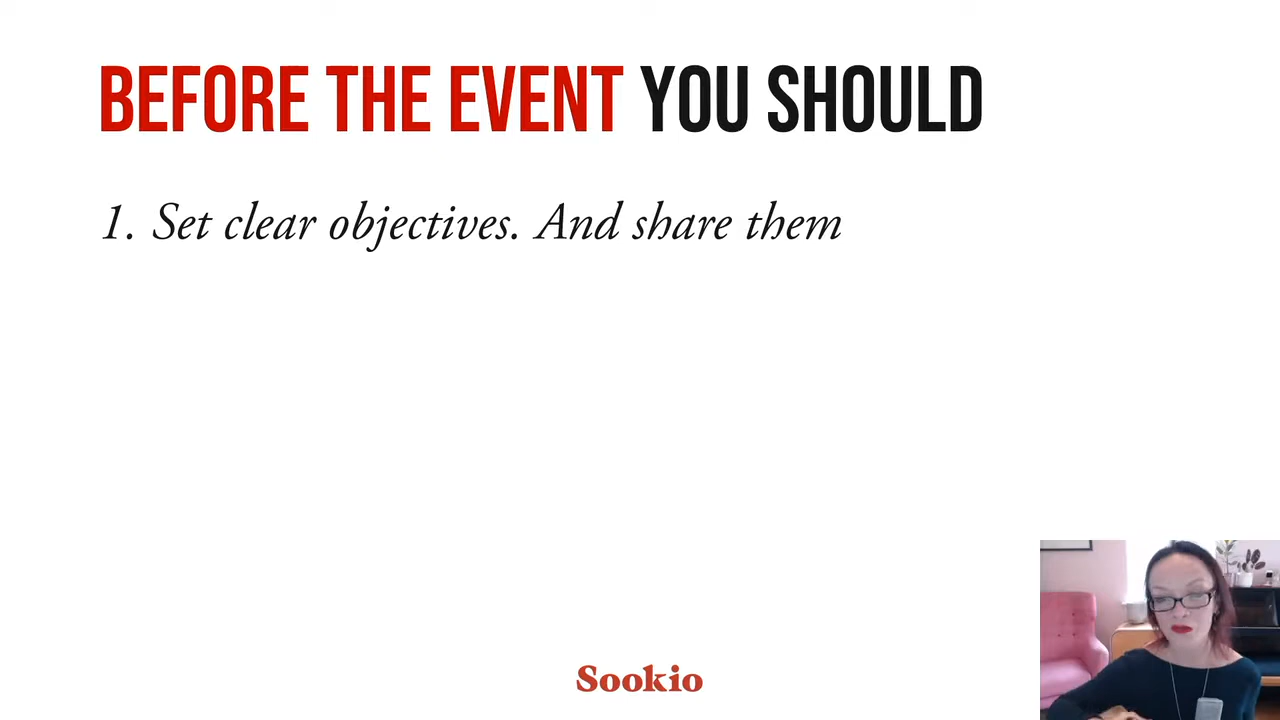 BEFORE THE EVENT YOU SHOULD
1. Set clear objectives. And share them
Sookio